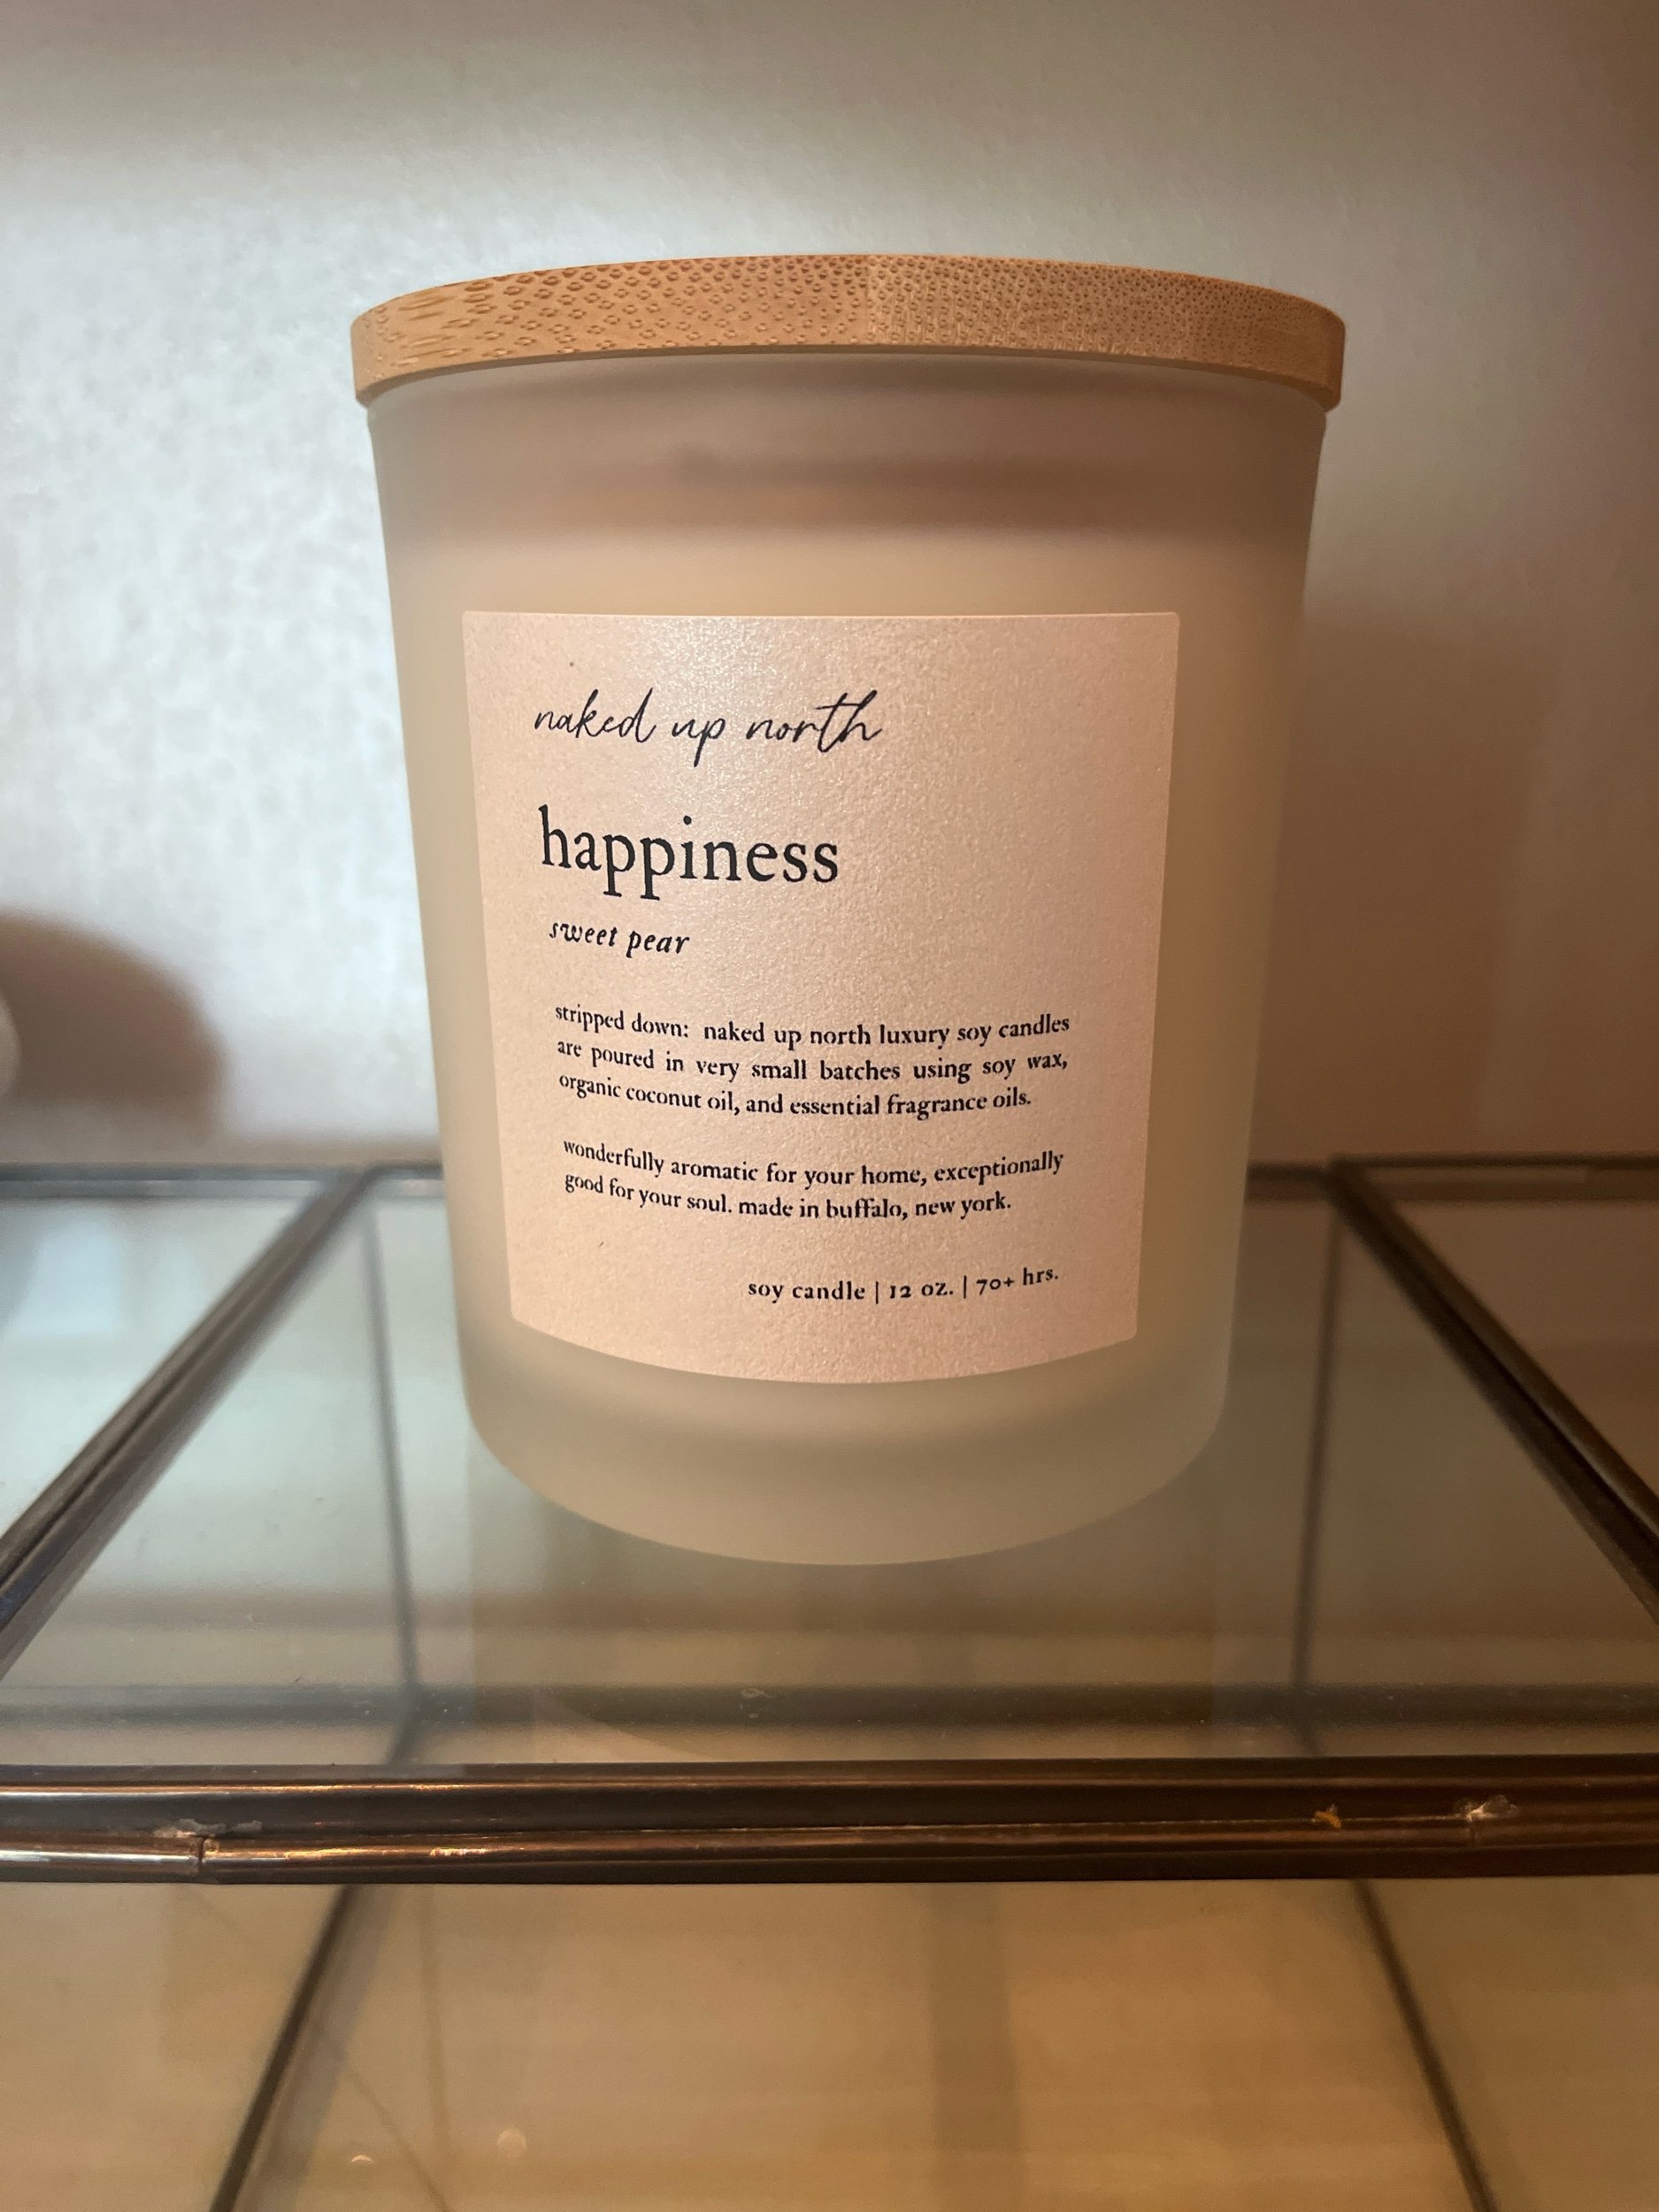 naked up north
happiness
sweet pear
stripped down: naked up north luxury soy candles
are poured in very small batches using soy wax,
organic coconut oil, and essential fragrance oils.
wonderfully aromatic for your home, exceptionally
good for your soul. made in buffalo, new york.
soy candle | 12 oz. | 70+ hrs.